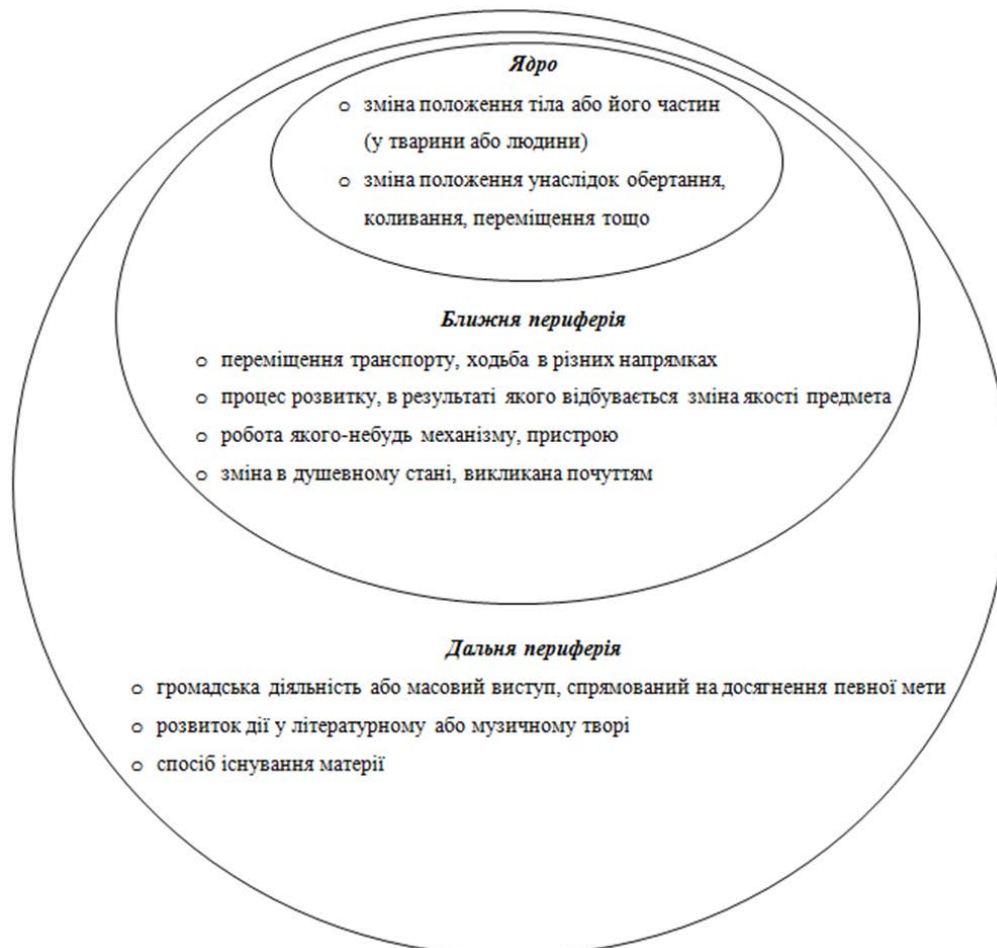 Ядро
o зміна положення тіла або його частин
(у тварини або людини)
o зміна положення унаслідок обертання,
коливання, переміщення тощо
Ближня периферія
o переміщення транспорту, ходьба в різних напрямках
o процес розвитку, в результаті якого відбувається зміна якості предмета
o робота якого-небудь механізму, пристрою
o зміна в душевному стані, викликана почуттям
Дальня периферія
o громадська діяльність або масовий виступ, спрямований на досягнення певної мети
o розвиток дії у літературному або музичному творі
o спосіб існування матерії